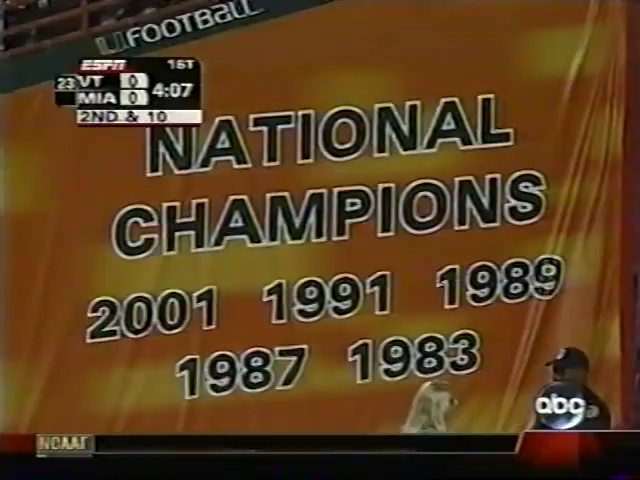 U FOOTBALL
ESPN 1ST
23 VT 0
MIA 0
4:07
2ND & 10
NATIONAL
CHAMPIONS
2001 1991 1989
1987 1983
abc
NCAAF